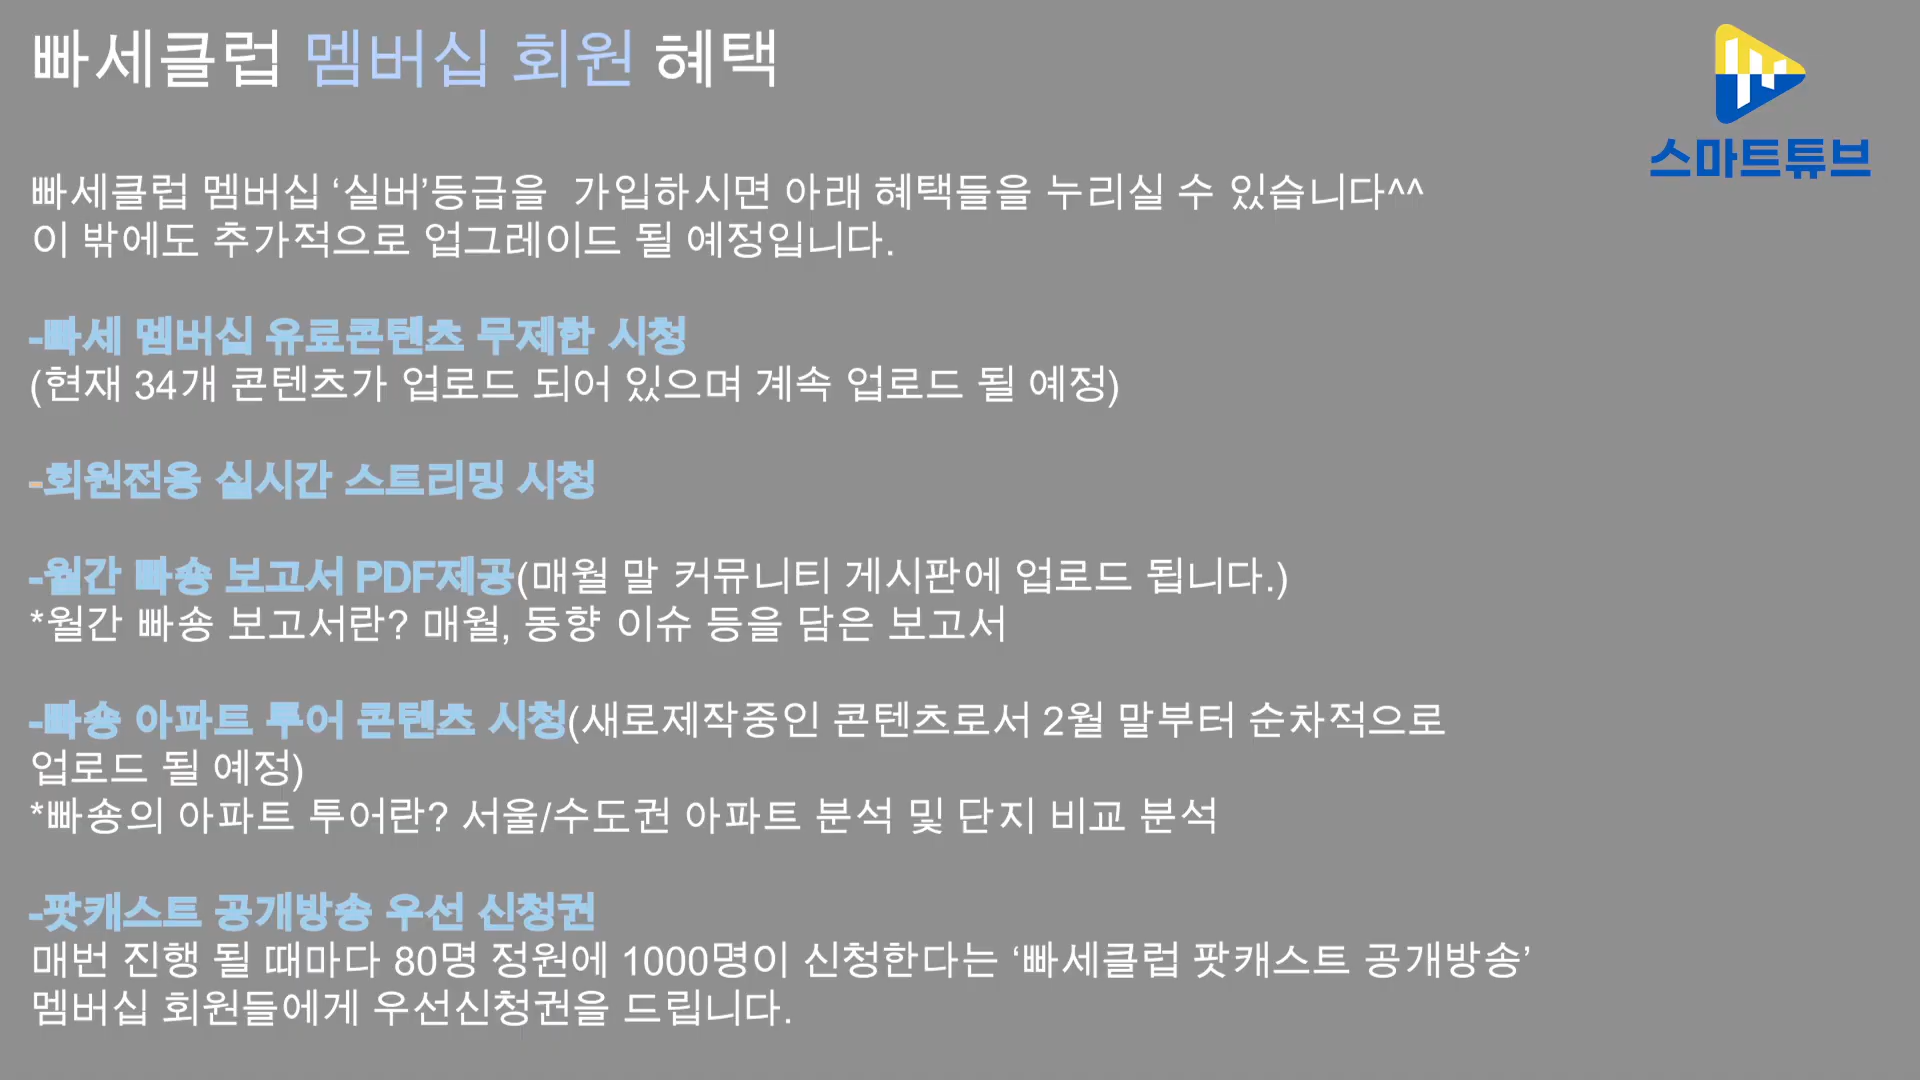 빠세클럽 멤버십 회원 혜택
스마트튜브
빠세클럽 멤버십 ‘실버’등급을  가입하시면 아래 혜택들을 누리실 수 있습니다^^
이 밖에도 추가적으로 업그레이드 될 예정입니다.
-빠세 멤버십 유료콘텐츠 무제한 시청
(현재 34개 콘텐츠가 업로드 되어 있으며 계속 업로드 될 예정)
-회원전용 실시간 스트리밍 시청
-월간 빠숑 보고서 PDF제공(매월 말 커뮤니티 게시판에 업로드 됩니다.)
*월간 빠숑 보고서란? 매월, 동향 이슈 등을 담은 보고서
-빠숑 아파트 투어 콘텐츠 시청(새로제작중인 콘텐츠로서 2월 말부터 순차적으로
업로드 될 예정)
*빠숑의 아파트 투어란? 서울/수도권 아파트 분석 및 단지 비교 분석
-팟캐스트 공개방송 우선 신청권
매번 진행 될 때마다 80명 정원에 1000명이 신청한다는 ‘빠세클럽 팟캐스트 공개방송’
멤버십 회원들에게 우선신청권을 드립니다.